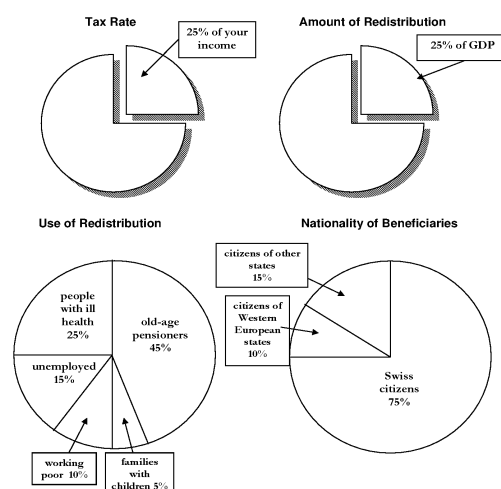 Tax Rate
25% of your
income
Amount of Redistribution
25% of GDP
Use of Redistribution
people
with ill
health
25%
old-age
pensioners
45%
unemployed
15%
working
poor 10%
families
with
children 5%
Nationality of Beneficiaries
citizens of other
states
15%
citizens of
Western
European
states
10%
Swiss
citizens
75%